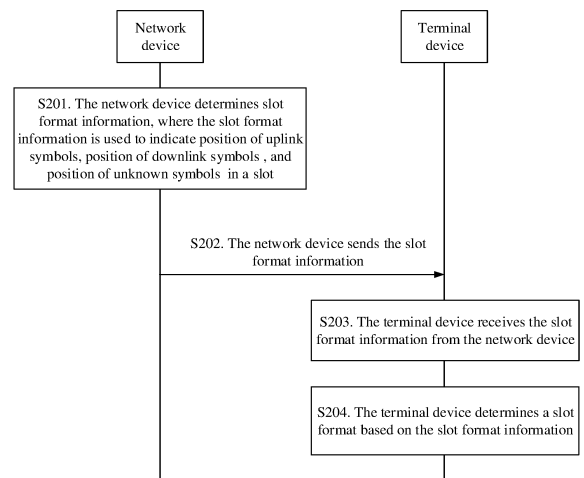 Network
device
Terminal
device
S201. The network device determines slot
format information, where the slot format
information is used to indicate position of uplink
symbols, position of downlink symbols , and
position of unknown symbols in a slot
S202. The network device sends the slot
format information
S203. The terminal device receives the slot
format information from the network device
S204. The terminal device determines a slot
format based on the slot format information